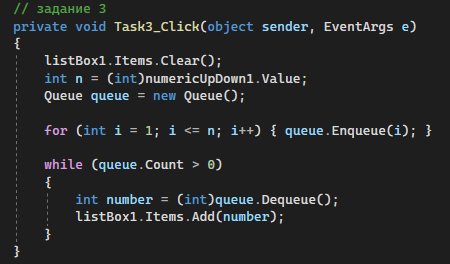 // задание 3
private void Task3_Click(object sender, EventArgs e)
{
listBox1.Items.Clear();
int n = (int)numericUpDown1.Value;
Queue queue = new Queue();
for (int i = 1; i <= n; i++) { queue.Enqueue(i); }
while (queue.Count > 0)
{
int number = (int)queue.Dequeue();
listBox1.Items.Add(number);
}
}